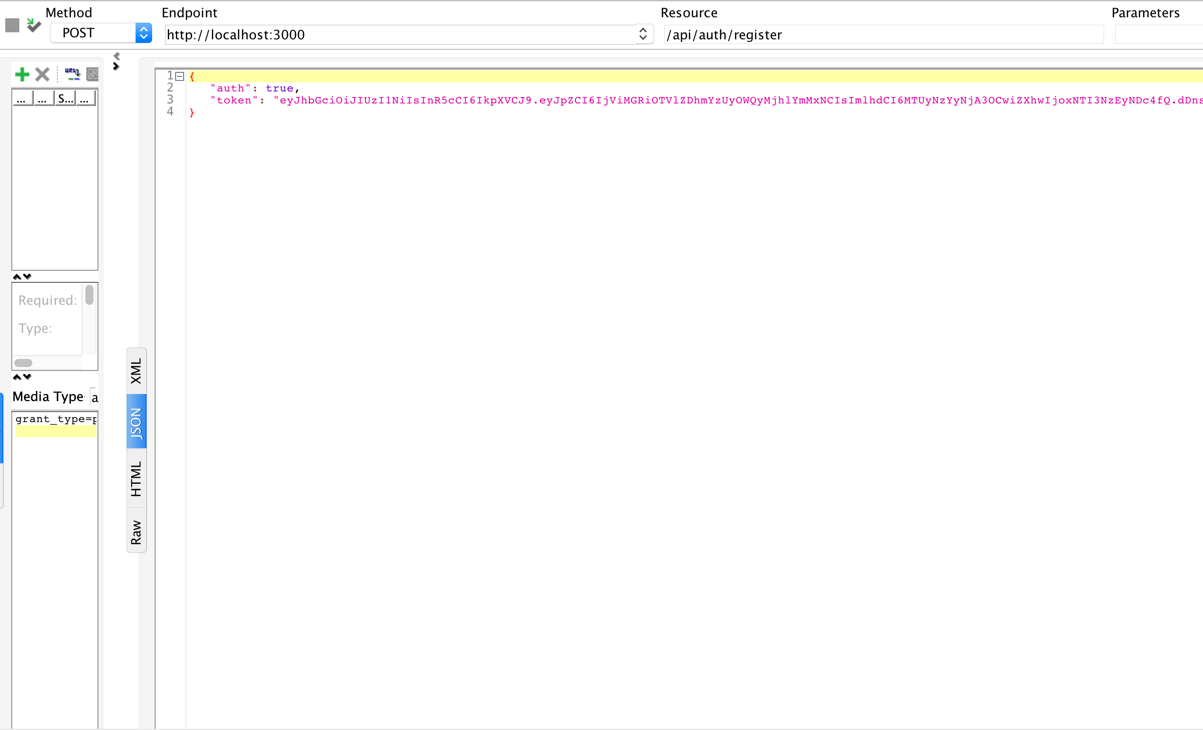 Method
Endpoint
Resource
Parameters
POST
http://localhost:3000
/api/auth/register
... ... S... ...
Required:
Type:
Media Type a
grant_type=p
XML
JSON
HTML
Raw
1 {
2 "auth": true,
3 "token": "eyJhbGciOiJIUzI1NiIsInR5cCI6IkpXVCJ9.eyJpZCI6IjViMGRiOTVlZDhmYzUyOWQyMjhlYmMxNCIsImlhdCI6MTUyNzYyNjA3OCwiZXhwIjoxNTI3NzEyNDc4fQ.dDns
4 }